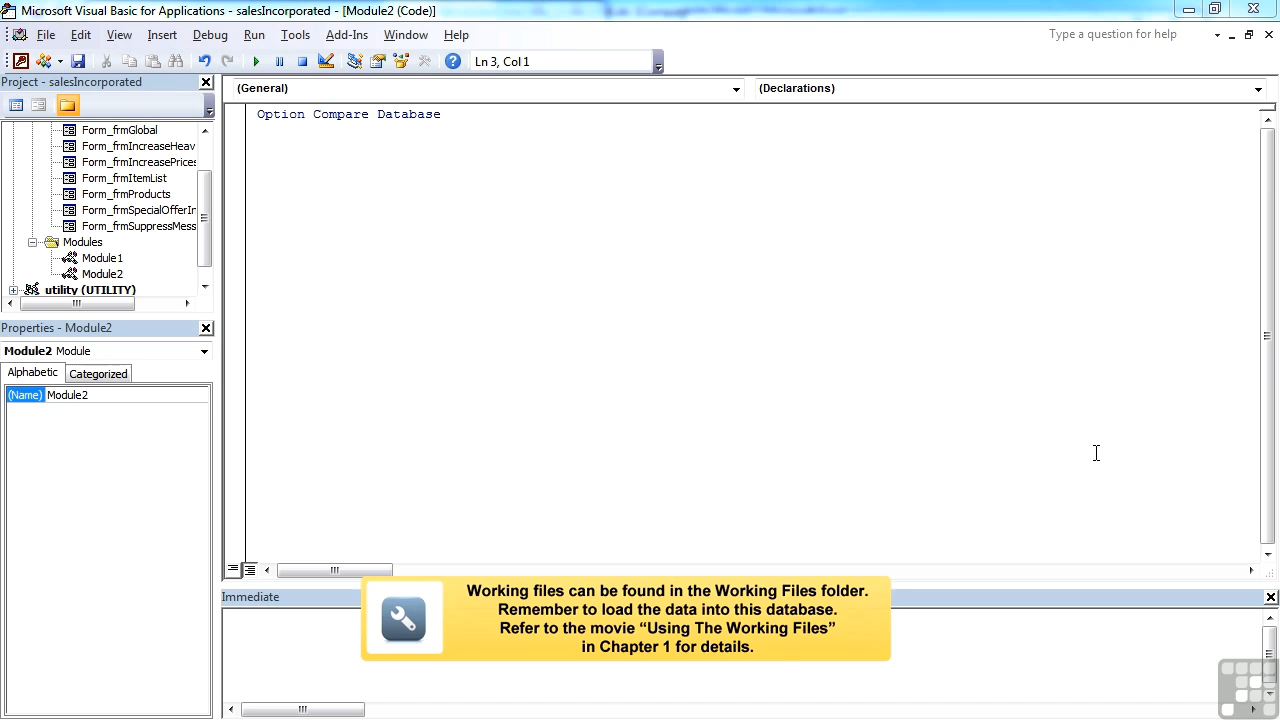 Microsoft Visual Basic for Applications - salesIncorporated - [Module2 (Code)]
File Edit View Insert Debug Run Tools Add-Ins Window Help
Type a question for help
Ln 3, Col 1
Project - salesIncorporated
Form_frmGlobal
Form_frmIncreaseHeav
Form_frmIncreasePrices
Form_frmItemList
Form_frmProducts
Form_frmSpecialOfferIn
Form_frmSuppressMess
Modules
Module1
Module2
utility (UTILITY)
Properties - Module2
Module2 Module
Alphabetic Categorized
(Name) Module2
(General)
(Declarations)
Option Compare Database
Immediate
Working files can be found in the Working Files folder.
Remember to load the data into this database.
Refer to the movie “Using The Working Files”
in Chapter 1 for details.